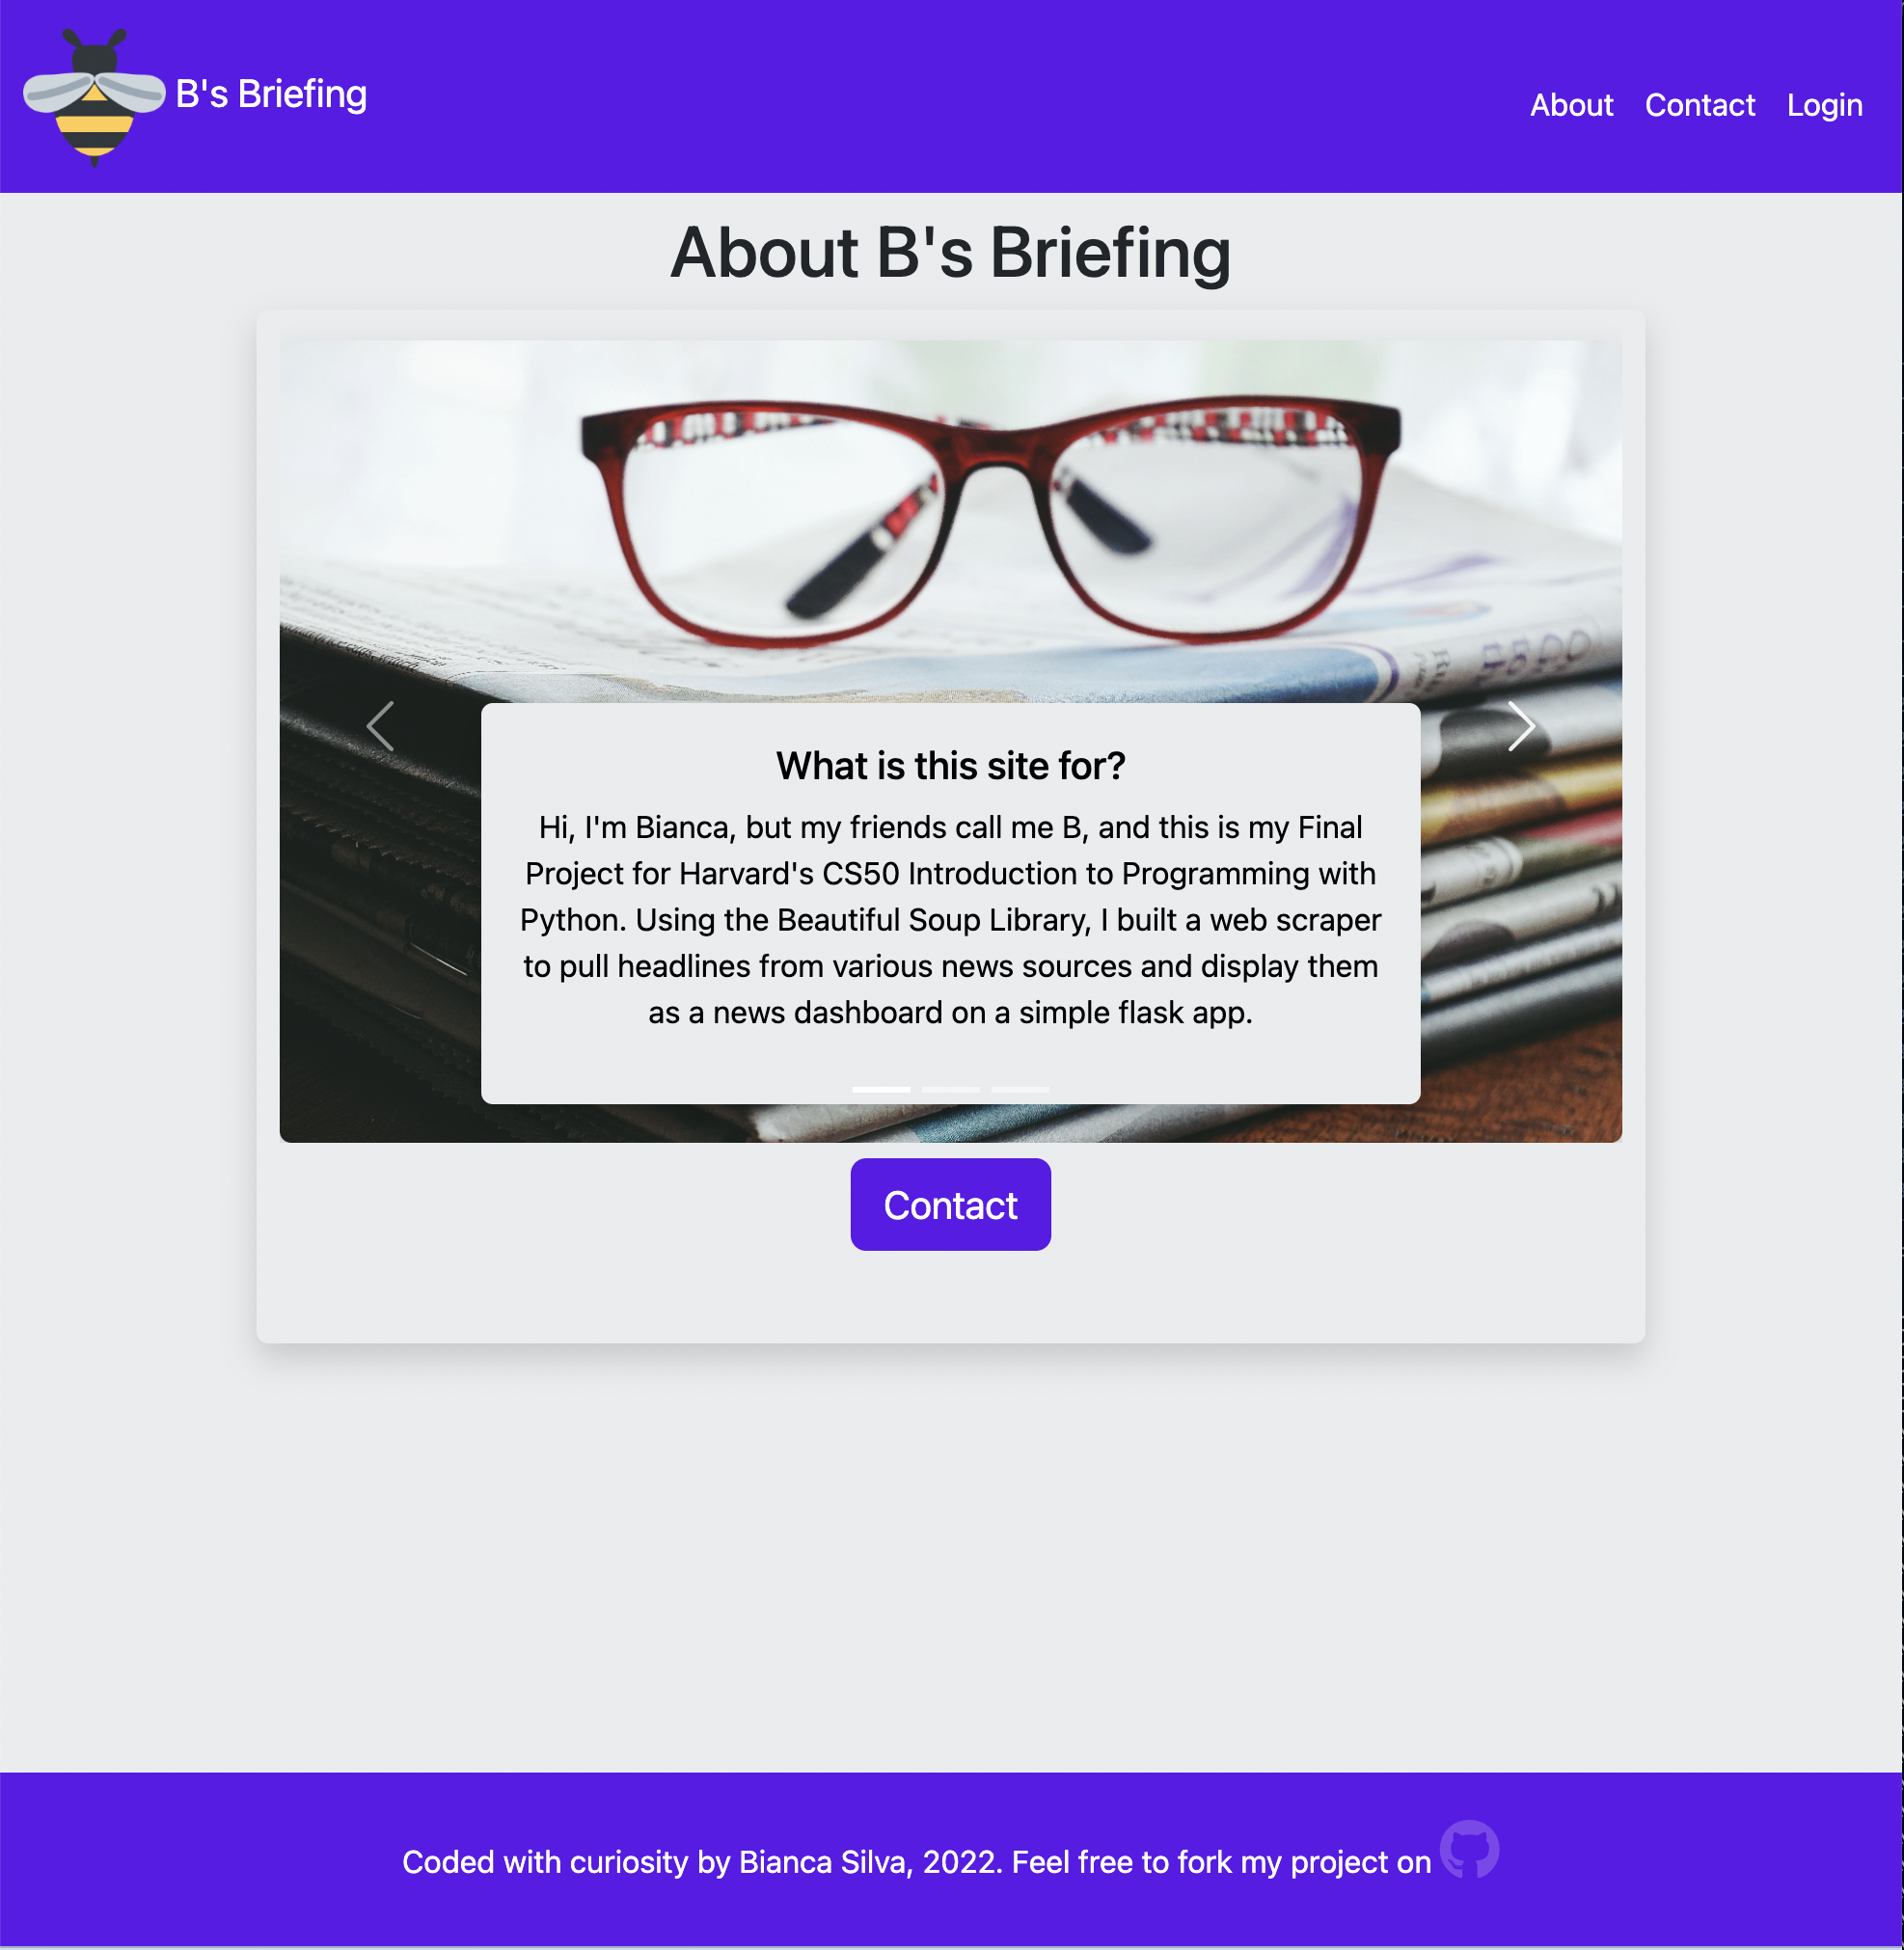 B's Briefing
About Contact Login
About B's Briefing
What is this site for?
Hi, I'm Bianca, but my friends call me B, and this is my Final
Project for Harvard's CS50 Introduction to Programming with
Python. Using the Beautiful Soup Library, I built a web scraper
to pull headlines from various news sources and display them
as a news dashboard on a simple flask app.
Contact
Coded with curiosity by Bianca Silva, 2022. Feel free to fork my project on